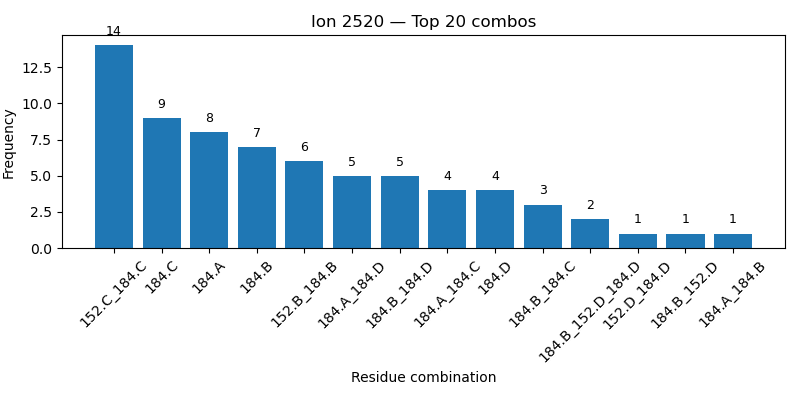 Ion 2520 — Top 20 combos
14
9
8
7
6
5
5
4
4
3
2
1
1
1
12.5
10.0
7.5
5.0
2.5
0.0
Frequency
152.C_184.C
184.C
184.A
184.B
152.B_184.B
184.A_184.D
184.B_184.D
184.A_184.C
184.D
184.B_184.C
184.B_152.D_184.D
152.D_184.D
184.B_152.D
184.A_184.B
Residue combination